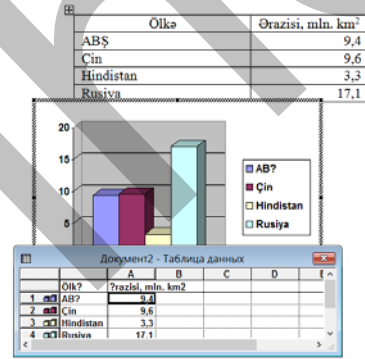 Ölkə Ərazisi, mln. km²
ABŞ 9,4
Çin 9,6
Hindistan 3,3
Rusiya 17,1
20
15
10
5
AB?
Çin
Hindistan
Rusiya
Документ2 - Таблица данных
A B C D E
Ölk? ?razisi, mln. km2
1 AB? 9,4
2 Çin 9,6
3 Hindistan 3,3
4 Rusiya 17,1